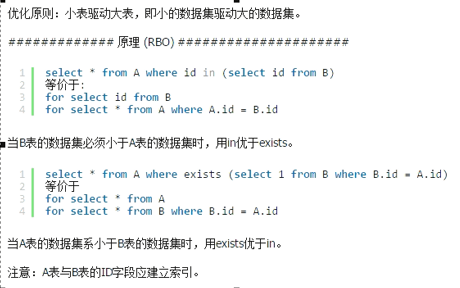 优化原则：小表驱动大表，即小的数据集驱动大的数据集。
############# 原理 (RBO) #####################
1 select * from A where id in (select id from B)
2 等价于:
3 for select id from B
4 for select * from A where A.id = B.id
当B表的数据集必须小于A表的数据集时，用in优于exists。
1 select * from A where exists (select 1 from B where B.id = A.id)
2 等价于
3 for select * from A
4 for select * from B where B.id = A.id
当A表的数据集系小于B表的数据集时，用exists优于in。
注意：A表与B表的ID字段应建立索引。